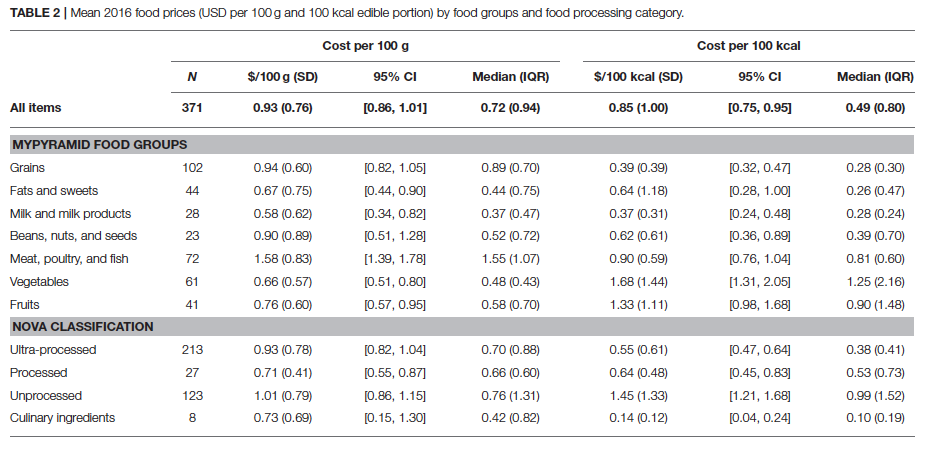 TABLE 2 | Mean 2016 food prices (USD per 100 g and 100 kcal edible portion) by food groups and food processing category.
Cost per 100 g Cost per 100 kcal
N $/100 g (SD) 95% CI Median (IQR) $/100 kcal (SD) 95% CI Median (IQR)
All items 371 0.93 (0.76) [0.86, 1.01] 0.72 (0.94) 0.85 (1.00) [0.75, 0.95] 0.49 (0.80)
MYPYRAMID FOOD GROUPS
Grains 102 0.94 (0.60) [0.82, 1.05] 0.89 (0.70) 0.39 (0.39) [0.32, 0.47] 0.28 (0.30)
Fats and sweets 44 0.67 (0.75) [0.44, 0.90] 0.44 (0.75) 0.64 (1.18) [0.28, 1.00] 0.26 (0.47)
Milk and milk products 28 0.58 (0.62) [0.34, 0.82] 0.37 (0.47) 0.37 (0.31) [0.24, 0.48] 0.28 (0.24)
Beans, nuts, and seeds 23 0.90 (0.89) [0.51, 1.28] 0.52 (0.72) 0.62 (0.61) [0.36, 0.89] 0.39 (0.70)
Meat, poultry, and fish 72 1.58 (0.83) [1.39, 1.78] 1.55 (1.07) 0.90 (0.59) [0.76, 1.04] 0.81 (0.60)
Vegetables 61 0.66 (0.57) [0.51, 0.80] 0.48 (0.43) 1.68 (1.44) [1.31, 2.05] 1.25 (2.16)
Fruits 41 0.76 (0.60) [0.57, 0.95] 0.58 (0.70) 1.33 (1.11) [0.98, 1.68] 0.90 (1.48)
NOVA CLASSIFICATION
Ultra-processed 213 0.93 (0.78) [0.82, 1.04] 0.70 (0.88) 0.55 (0.61) [0.47, 0.64] 0.38 (0.41)
Processed 27 0.71 (0.41) [0.55, 0.87] 0.66 (0.60) 0.64 (0.48) [0.45, 0.83] 0.53 (0.73)
Unprocessed 123 1.01 (0.79) [0.86, 1.15] 0.76 (1.31) 1.45 (1.33) [1.21, 1.68] 0.99 (1.52)
Culinary ingredients 8 0.73 (0.69) [0.15, 1.30] 0.42 (0.82) 0.14 (0.12) [0.04, 0.24] 0.10 (0.19)